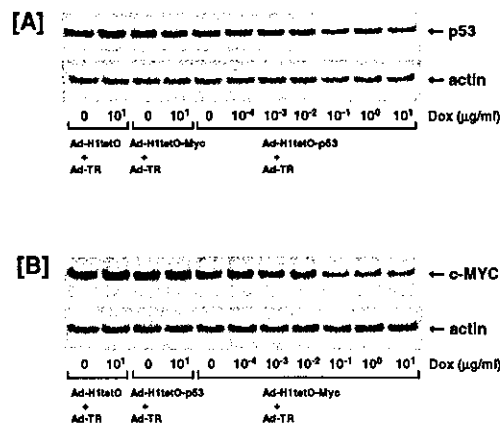 [A]
← p53
← actin
0 10¹ 0 10¹ 0 10⁻⁴ 10⁻³ 10⁻² 10⁻¹ 10⁰ 10¹ Dox (μg/ml)
Ad-H1tetO Ad-H1tetO-Myc Ad-H1tetO-p53
+ + +
Ad-TR Ad-TR Ad-TR
[B]
← c-MYC
← actin
0 10¹ 0 10¹ 0 10⁻⁴ 10⁻³ 10⁻² 10⁻¹ 10⁰ 10¹ Dox (μg/ml)
Ad-H1tetO Ad-H1tetO-p53 Ad-H1tetO-Myc
+ + +
Ad-TR Ad-TR Ad-TR